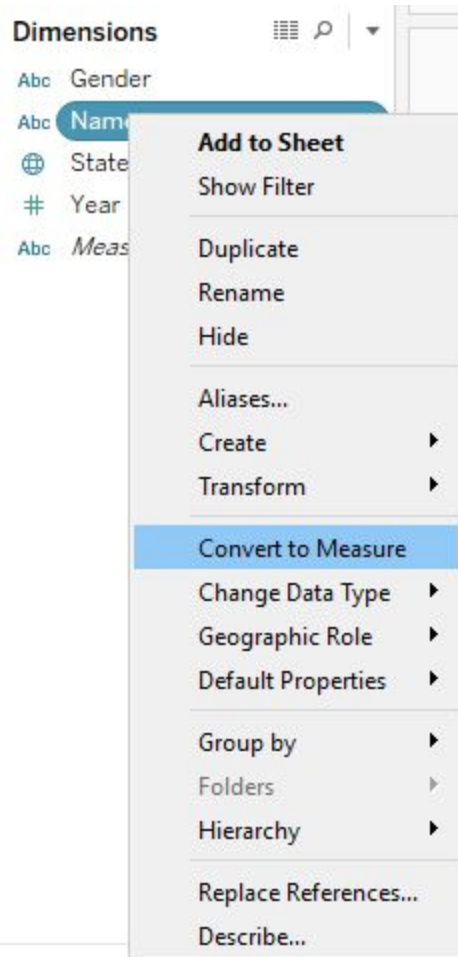 Dimensions
Abc Gender
Abc Name
State
# Year
Abc Meas
Add to Sheet
Show Filter
Duplicate
Rename
Hide
Aliases...
Create
Transform
Convert to Measure
Change Data Type
Geographic Role
Default Properties
Group by
Folders
Hierarchy
Replace References...
Describe...